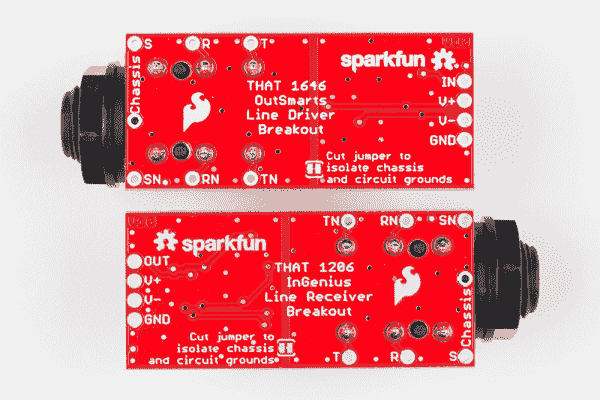 S R T
sparkfun
Chassis
IN
V+
V-
GND
THAT 1646
OutSmarts
Line Driver
Breakout
Cut jumper to
isolate chassis
and circuit grounds
SN RN TN
TN RN SN
sparkfun
OUT
V+
V-
GND
THAT 1206
InGenius
Line Receiver
Breakout
Chassis
Cut jumper to
isolate chassis
and circuit grounds
T R S